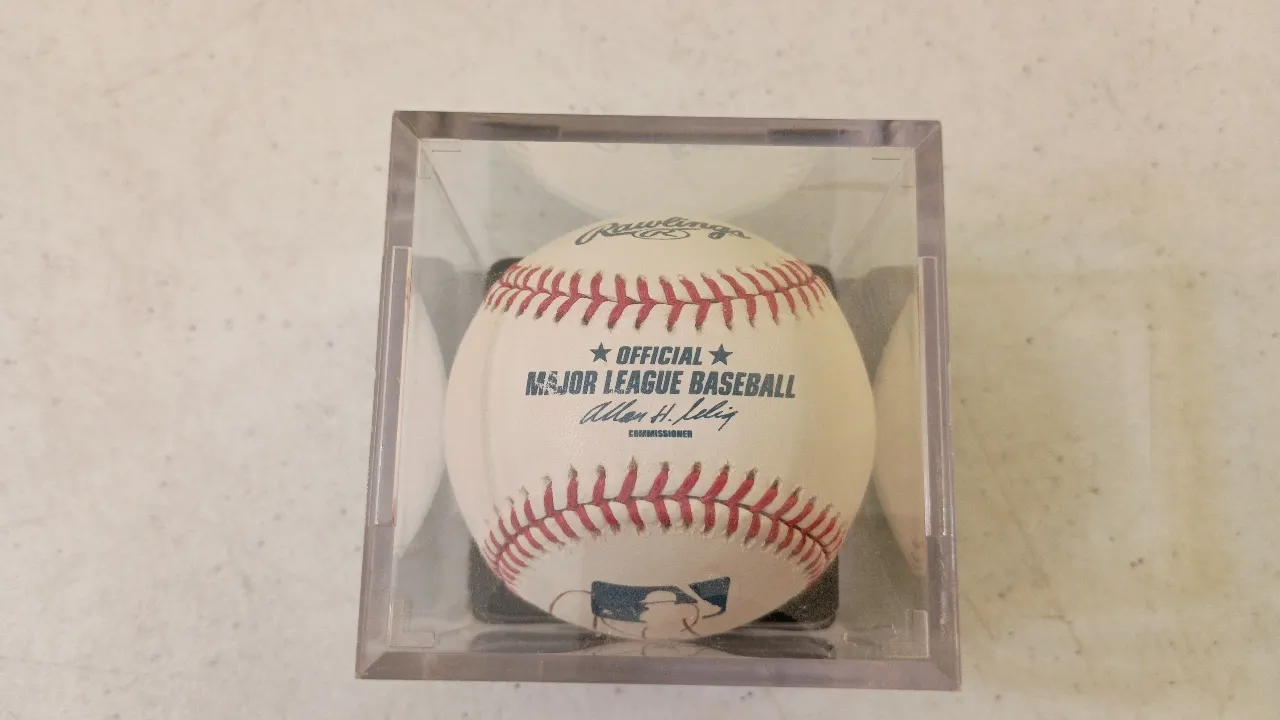 Rawlings
R
★ OFFICIAL ★
MAJOR LEAGUE BASEBALL
Allan H. Selig
COMMISSIONER